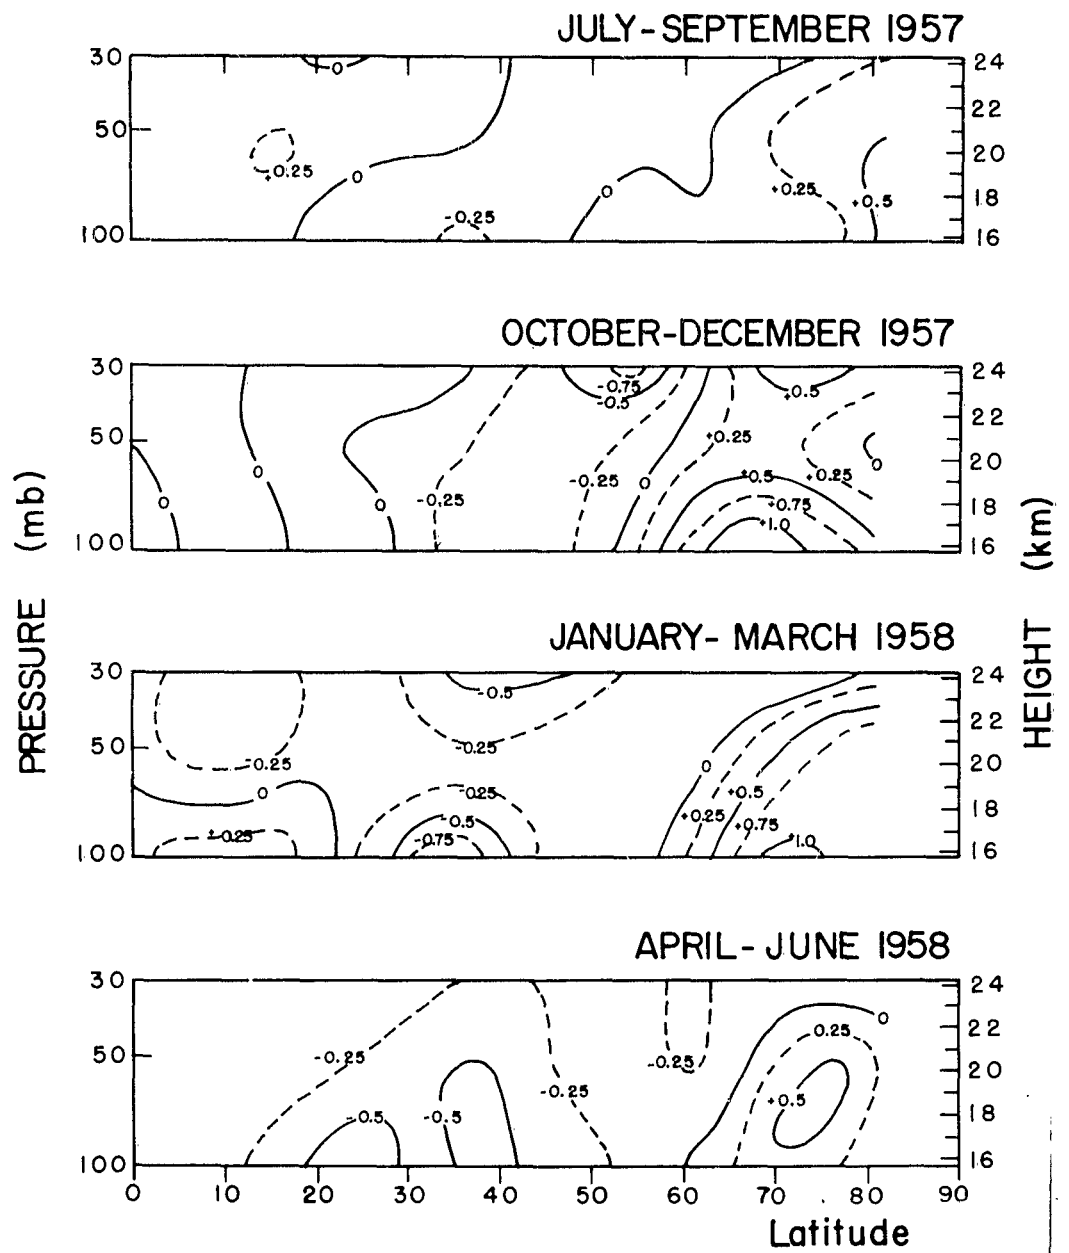 JULY-SEPTEMBER 1957
30 0 24
22
50 20
+0.25 0 +0.25
0 +0.5 18
-0.25
100 16
OCTOBER-DECEMBER 1957
30 24
-0.75 +0.5
-0.5
22
50 +0.25
0 0 20
-0.25 +0.5 +0.25
0 0 -0.25 0 +0.75 18
+1.0
100 16
PRESSURE (mb)
HEIGHT (km)
JANUARY-MARCH 1958
30 24
-0.5
22
50 -0.25
-0.25 0 20
0 -0.25 +0.5
-0.5 +0.25 18
+0.25 -0.75 +0.75
+1.0
100 16
APRIL-JUNE 1958
30 24
0
0.25 22
50 -0.25 -0.25 20
-0.25
-0.5 -0.5 +0.5 18
100 16
0 10 20 30 40 50 60 70 80 90
Latitude